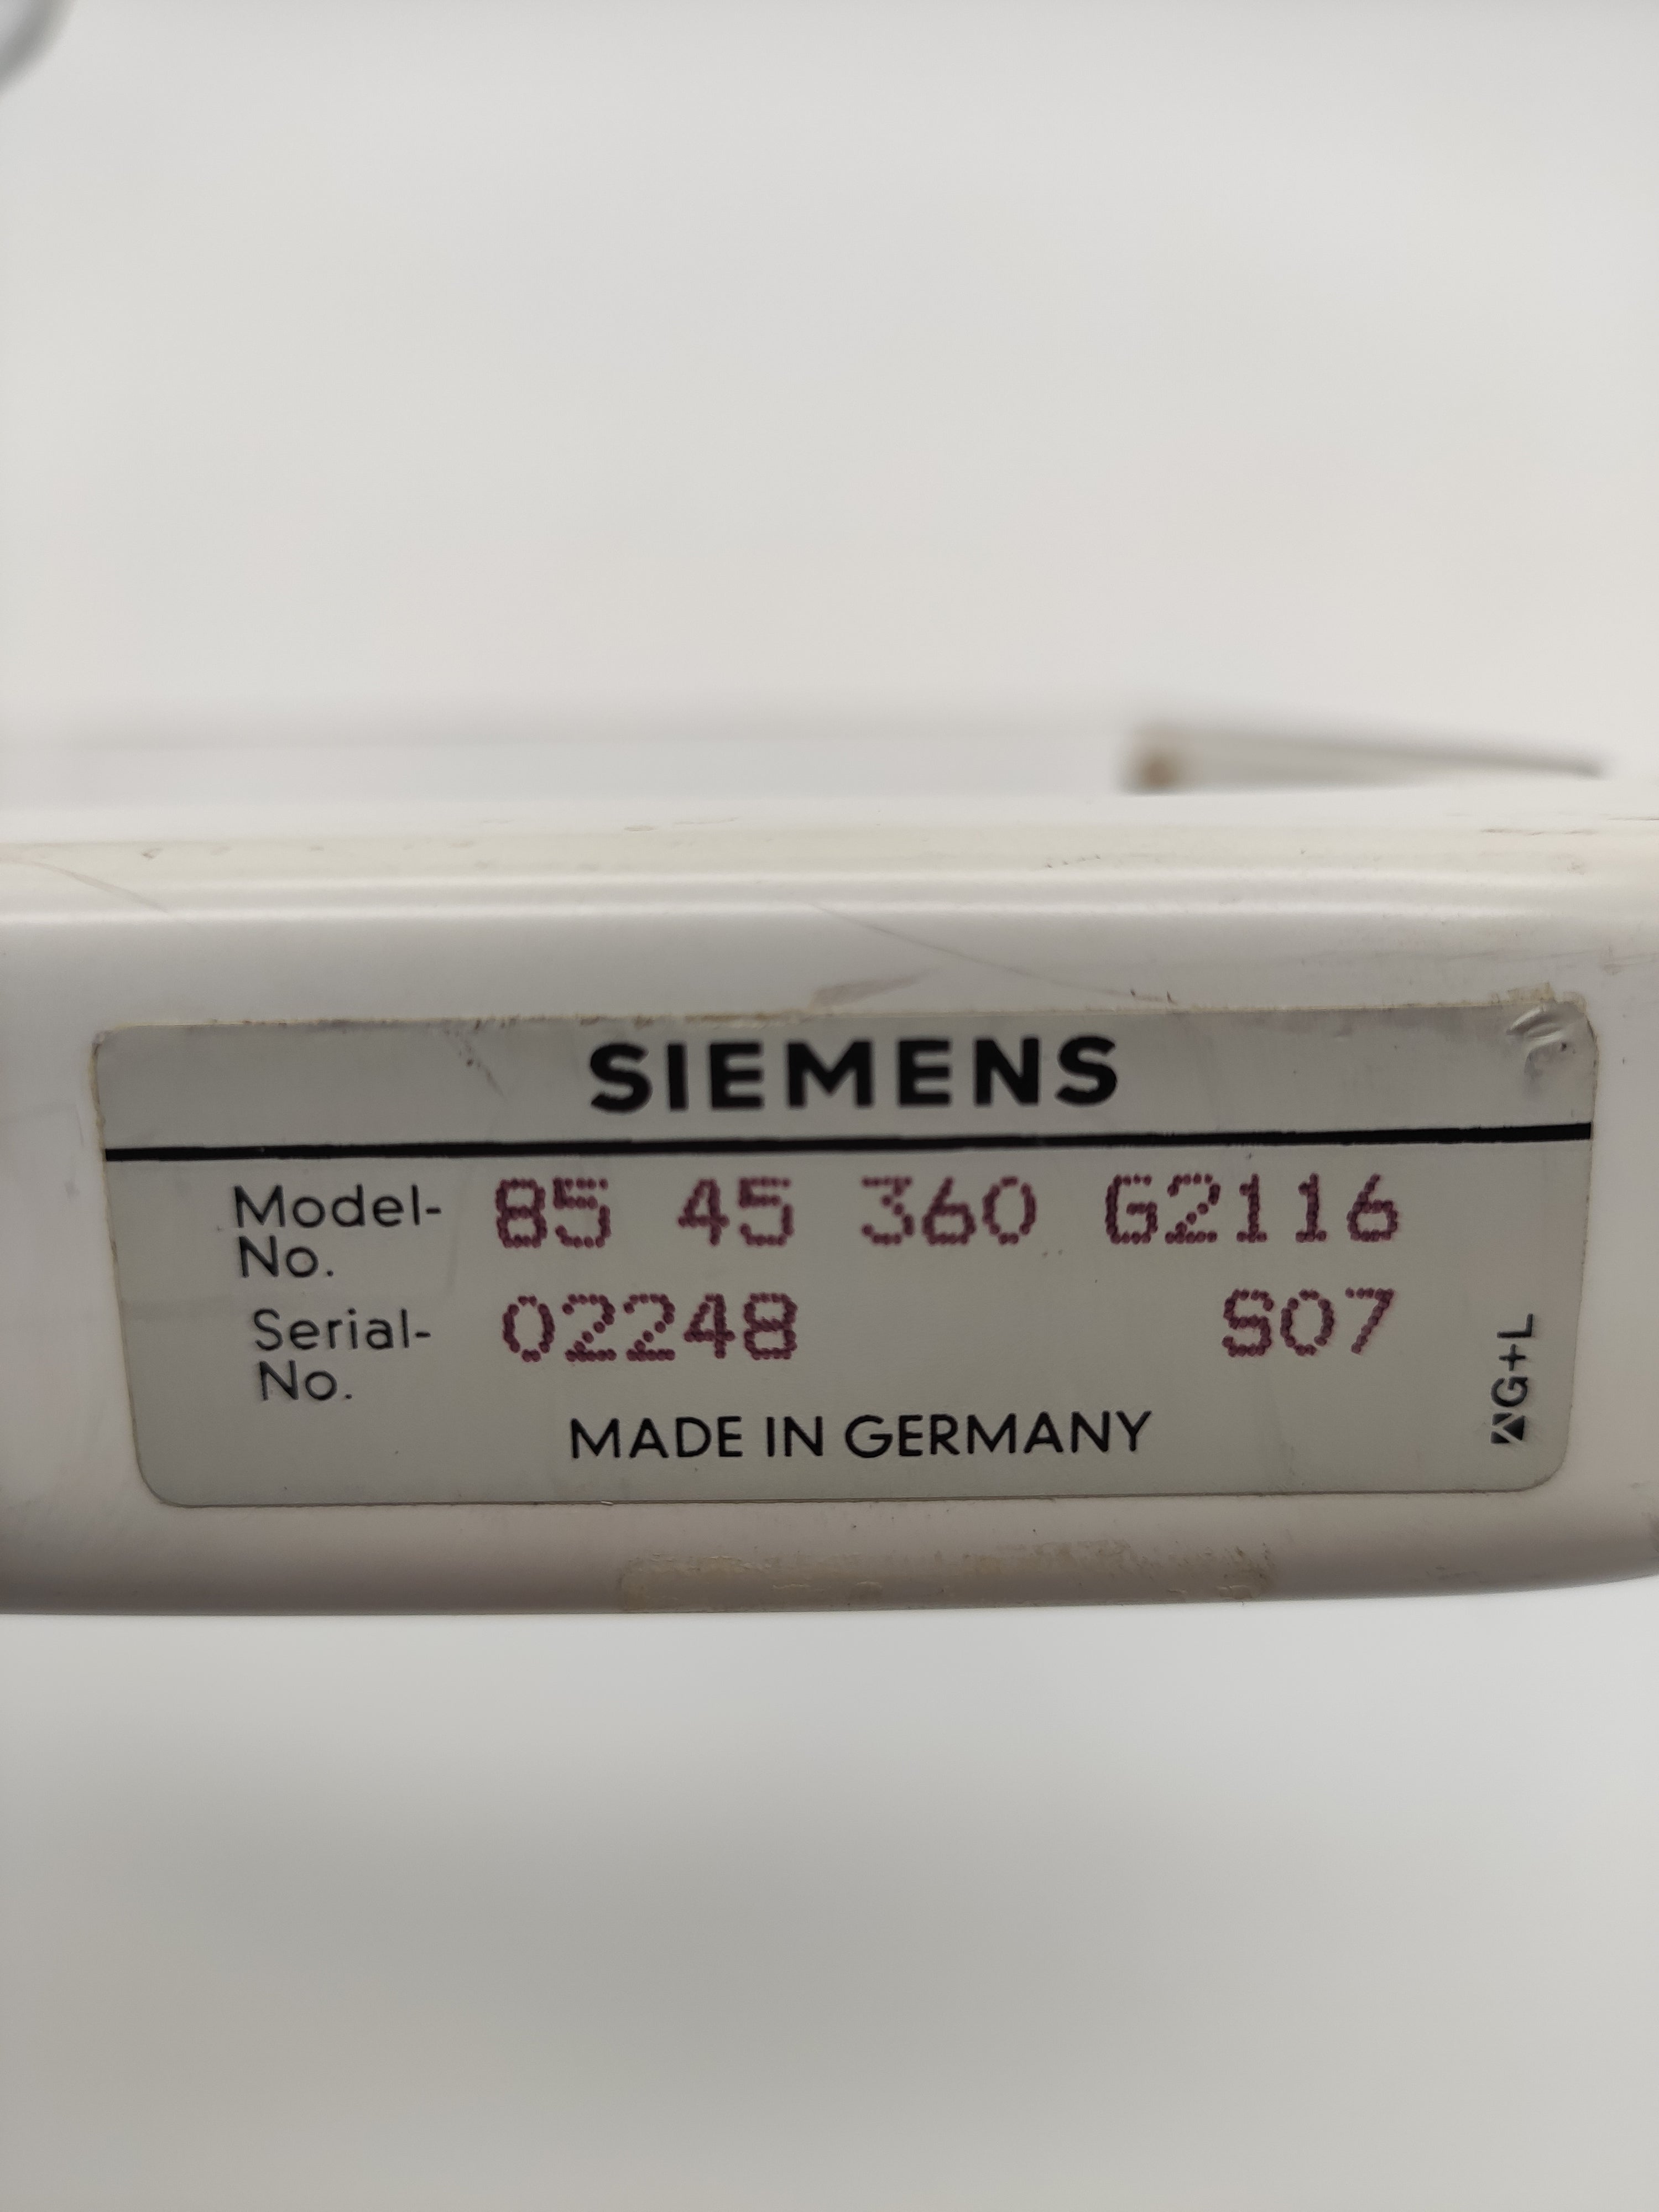 SIEMENS
Model-No. 85 45 360 G2116
Serial-No. 02248 S07
MADE IN GERMANY
G+L